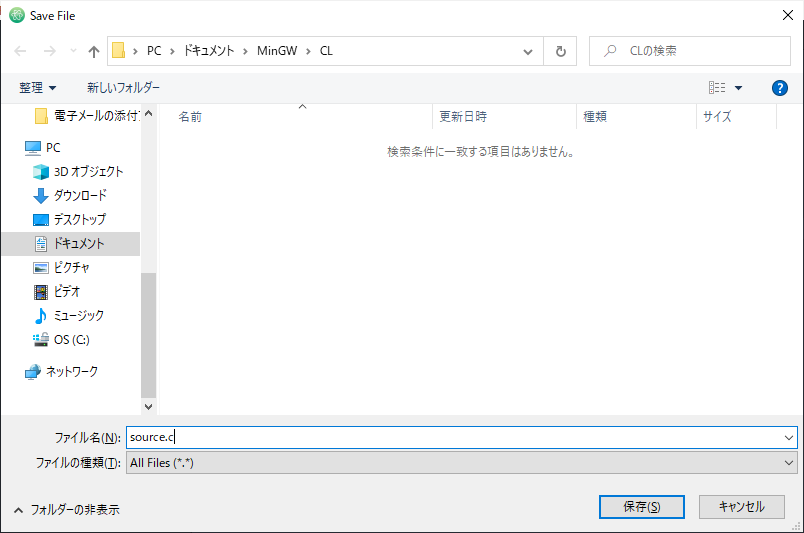 Save File
PC > ドキュメント > MinGW > CL
CLの検索
整理 新しいフォルダー
?
電子メールの添付
PC
3D オブジェクト
ダウンロード
デスクトップ
ドキュメント
ピクチャ
ビデオ
ミュージック
OS (C:)
ネットワーク
名前 更新日時 種類 サイズ
検索条件に一致する項目はありません。
ファイル名(N): source.c
ファイルの種類(T): All Files (*.*)
フォルダーの非表示
保存(S) キャンセル